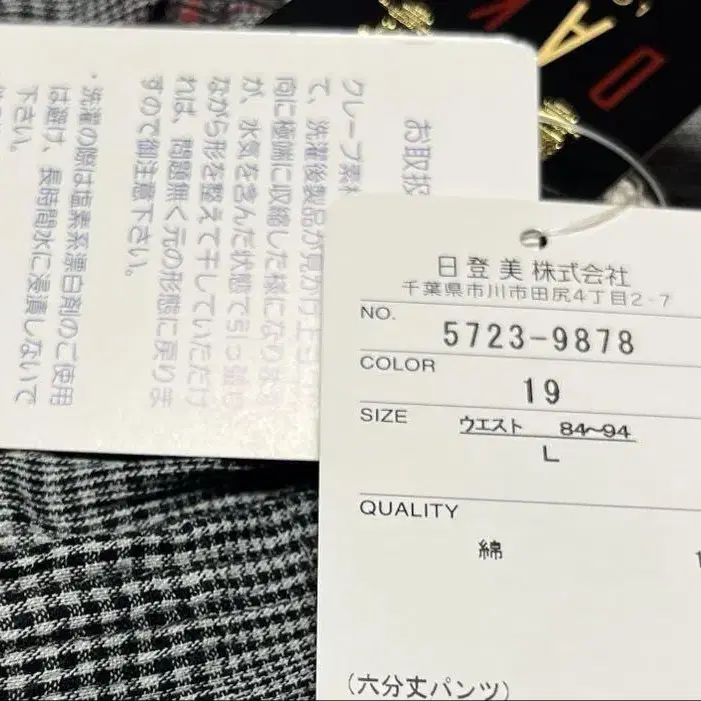 お取扱
クレープ素材
て、洗濯後製品が見かけ上
向に極端に収縮した様になりま
が、水気を含んだ状態で引っ張り
ながら形を整えて干していただけ
れば、問題無く元の形態に戻りま
すので御注意下さい。
・洗濯の際は塩素系漂白剤のご使用
は避け、長時間水に浸漬しないで
下さい。
日登美株式会社
千葉県市川市田尻4丁目2-7
NO. 5723-9878
COLOR 19
SIZE ウエスト 84~94
L
QUALITY
綿
(六分丈パンツ)